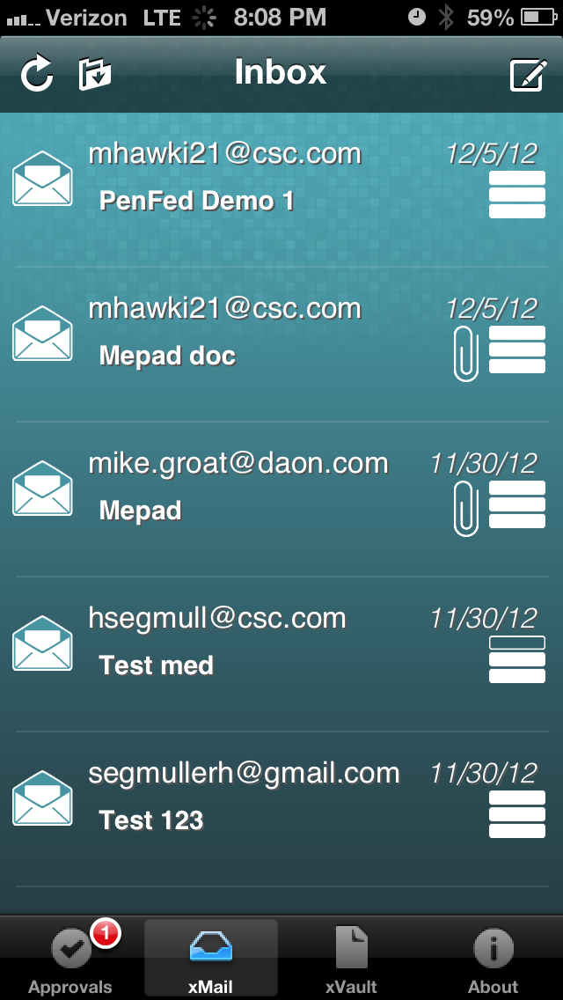 Verizon LTE 8:08 PM 59%
Inbox
mhawki21@csc.com 12/5/12
PenFed Demo 1
mhawki21@csc.com 12/5/12
Mepad doc
mike.groat@daon.com 11/30/12
Mepad
hsegmull@csc.com 11/30/12
Test med
segmullerh@gmail.com 11/30/12
Test 123
1
Approvals xMail xVault About